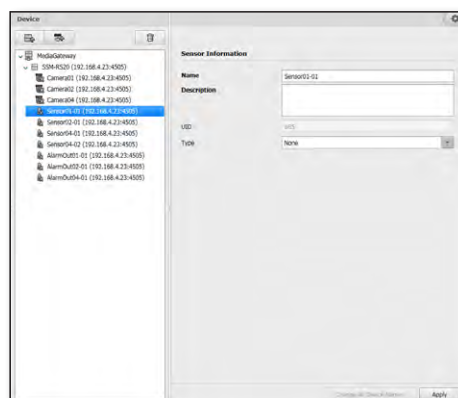 Device
MediaGateway
SSM-RS20 (192.168.4.23:4505)
Camera01 (192.168.4.23:4505)
Camera02 (192.168.4.23:4505)
Camera04 (192.168.4.23:4505)
Sensor01-01 (192.168.4.23:4505)
Sensor02-01 (192.168.4.23:4505)
Sensor04-01 (192.168.4.23:4505)
Sensor04-02 (192.168.4.23:4505)
AlarmOut01-01 (192.168.4.23:4505)
AlarmOut02-01 (192.168.4.23:4505)
AlarmOut04-01 (192.168.4.23:4505)
Sensor Information
Name
Sensor01-01
Description
UID
Type
None
Apply